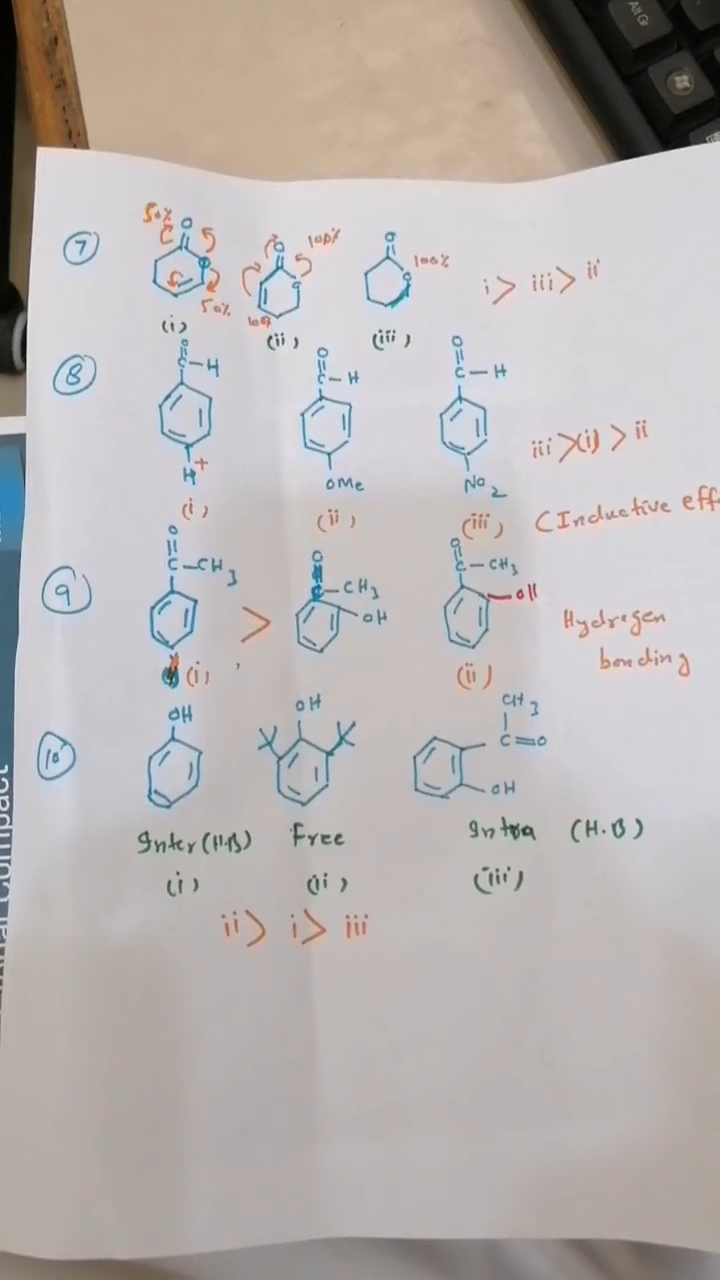 Alt Gr
50%
O
7
100%
O
100%
O
50%
100%
i > iii > ii
(i)
(ii)
(iii)
8
O
C-H
H+
(i)
O
C-H
OMe
(ii)
O
C-H
NO2
(iii)
iii > (i) > ii
(Inductive eff
9
O
C-CH3
(i)
>
O
C-CH3
OH
O
C-CH3
OH
(ii)
Hydrogen
bonding
10
OH
OH
CH3
C=O
OH
Inter (H.B)
Free
Intra (H.B)
(i)
(ii)
(iii)
ii > i > iii